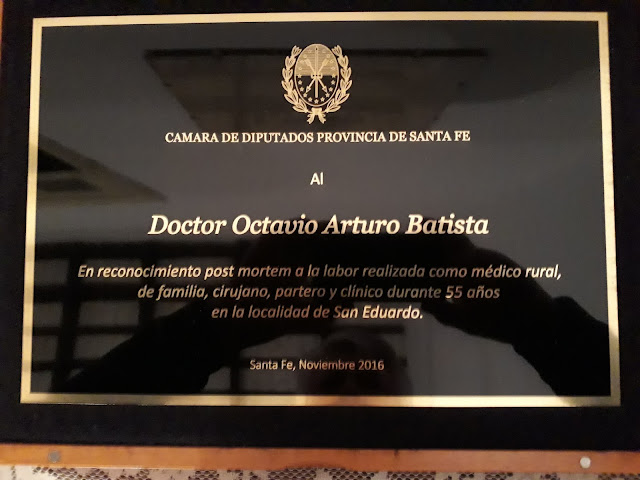 CAMARA DE DIPUTADOS PROVINCIA DE SANTA FE
Al
Doctor Octavio Arturo Batista
En reconocimiento post mortem a la labor realizada como médico rural,
de familia, cirujano, partero y clínico durante 55 años
en la localidad de San Eduardo.
Santa Fe, Noviembre 2016